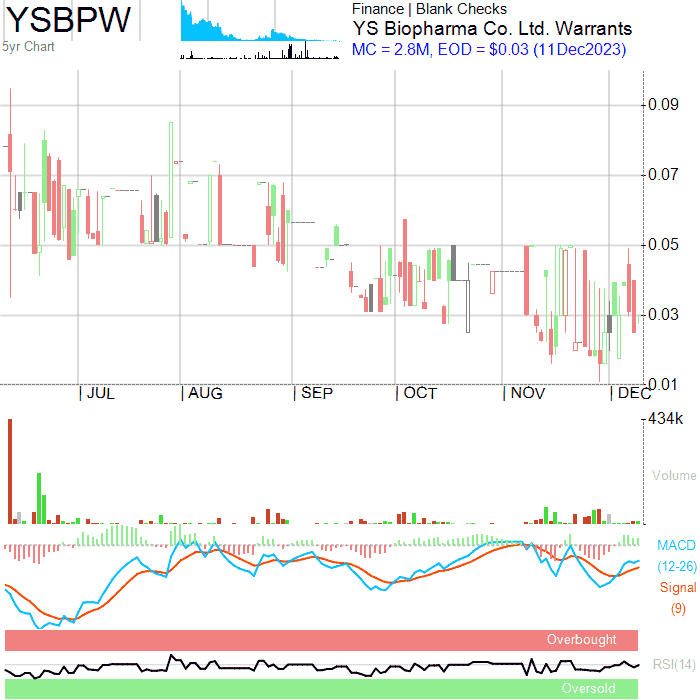 YSBPW
5yr Chart
Finance | Blank Checks
YS Biopharma Co. Ltd. Warrants
MC = 2.8M, EOD = $0.03 (11Dec2023)
0.09
0.07
0.05
0.03
0.01
JUL
AUG
SEP
OCT
NOV
DEC
434k
Volume
MACD
(12-26)
Signal
(9)
Overbought
RSI(14)
Oversold